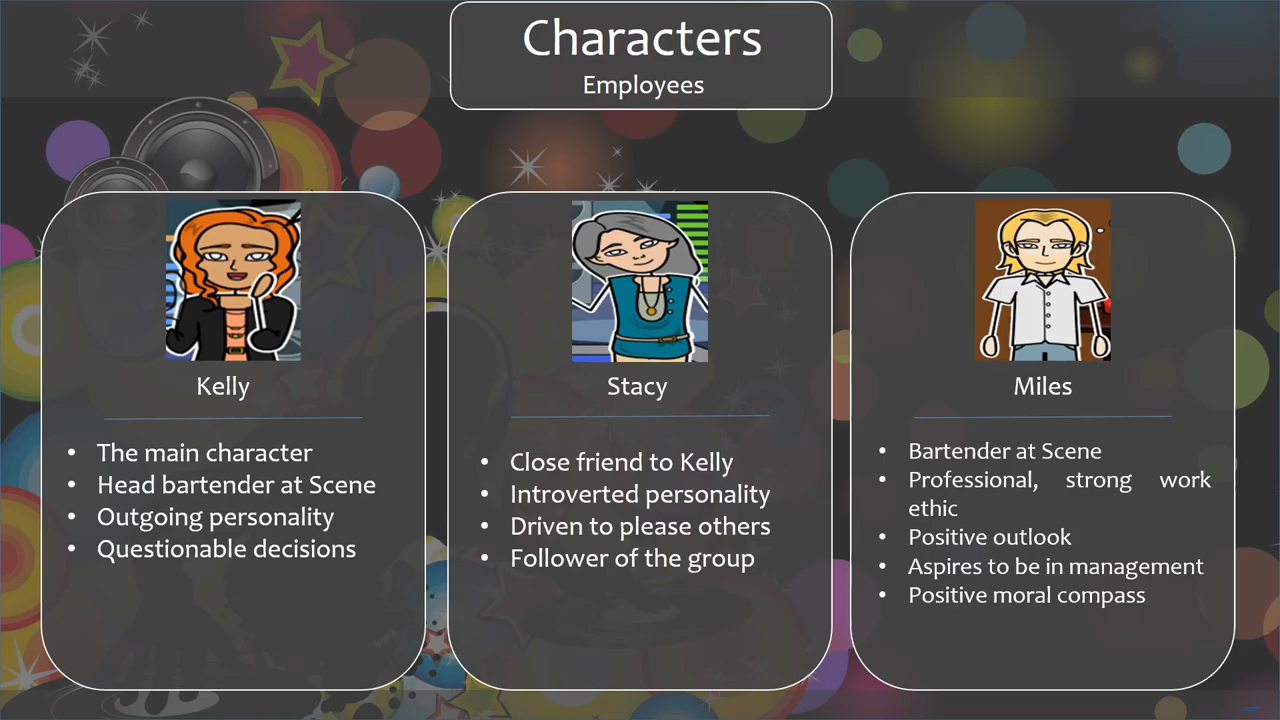 Characters
Employees
Kelly
• The main character
• Head bartender at Scene
• Outgoing personality
• Questionable decisions
Stacy
• Close friend to Kelly
• Introverted personality
• Driven to please others
• Follower of the group
Miles
• Bartender at Scene
• Professional, strong work
ethic
• Positive outlook
• Aspires to be in management
• Positive moral compass